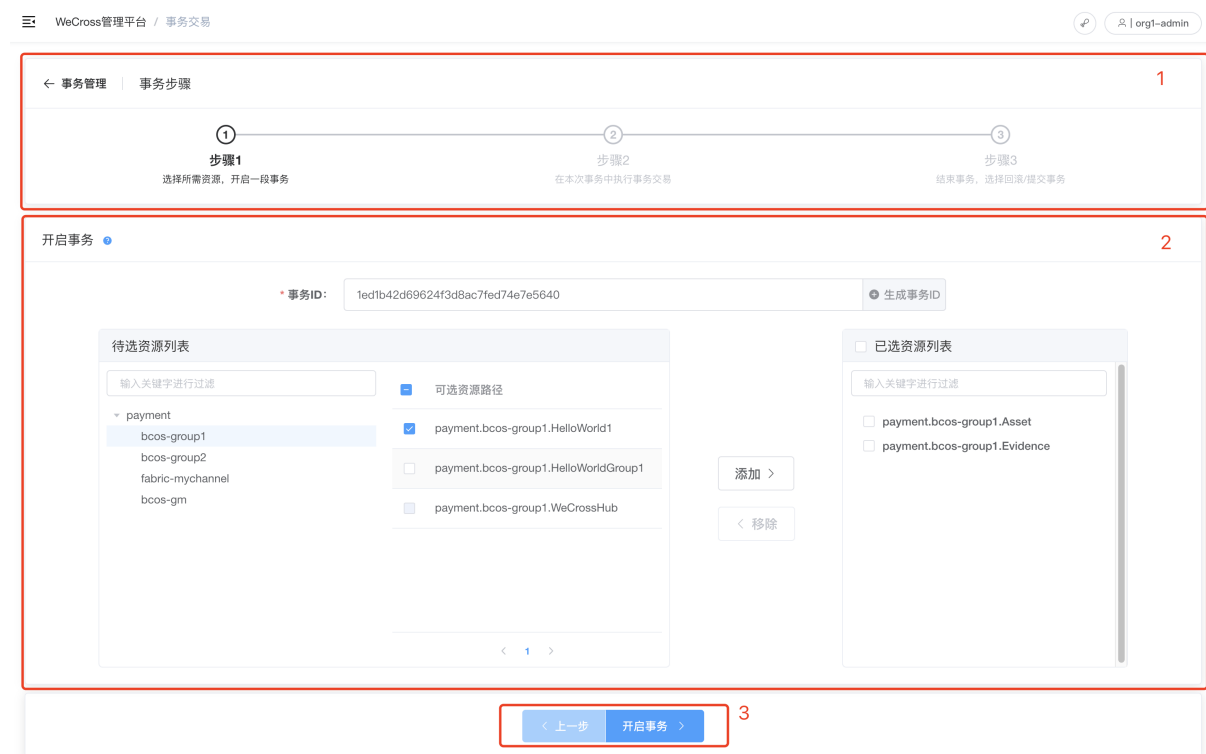 WeCross管理平台 / 事务交易
org1-admin
← 事务管理 事务步骤
1
1 2 3
步骤1 步骤2 步骤3
选择所需资源，开启一段事务 在本次事务中执行事务交易 结束事务，选择回滚/提交事务
开启事务
2
* 事务ID: 1ed1b42d69624f3d8ac7fed74e7e5640 生成事务ID
待选资源列表
输入关键字进行过滤
payment
bcos-group1
bcos-group2
fabric-mychannel
bcos-gm
可选资源路径
payment.bcos-group1.HelloWorld1
payment.bcos-group1.HelloWorldGroup1
payment.bcos-group1.WeCrossHub
< 1 >
添加 >
< 移除
已选资源列表
输入关键字进行过滤
payment.bcos-group1.Asset
payment.bcos-group1.Evidence
< 上一步 开启事务 >
3